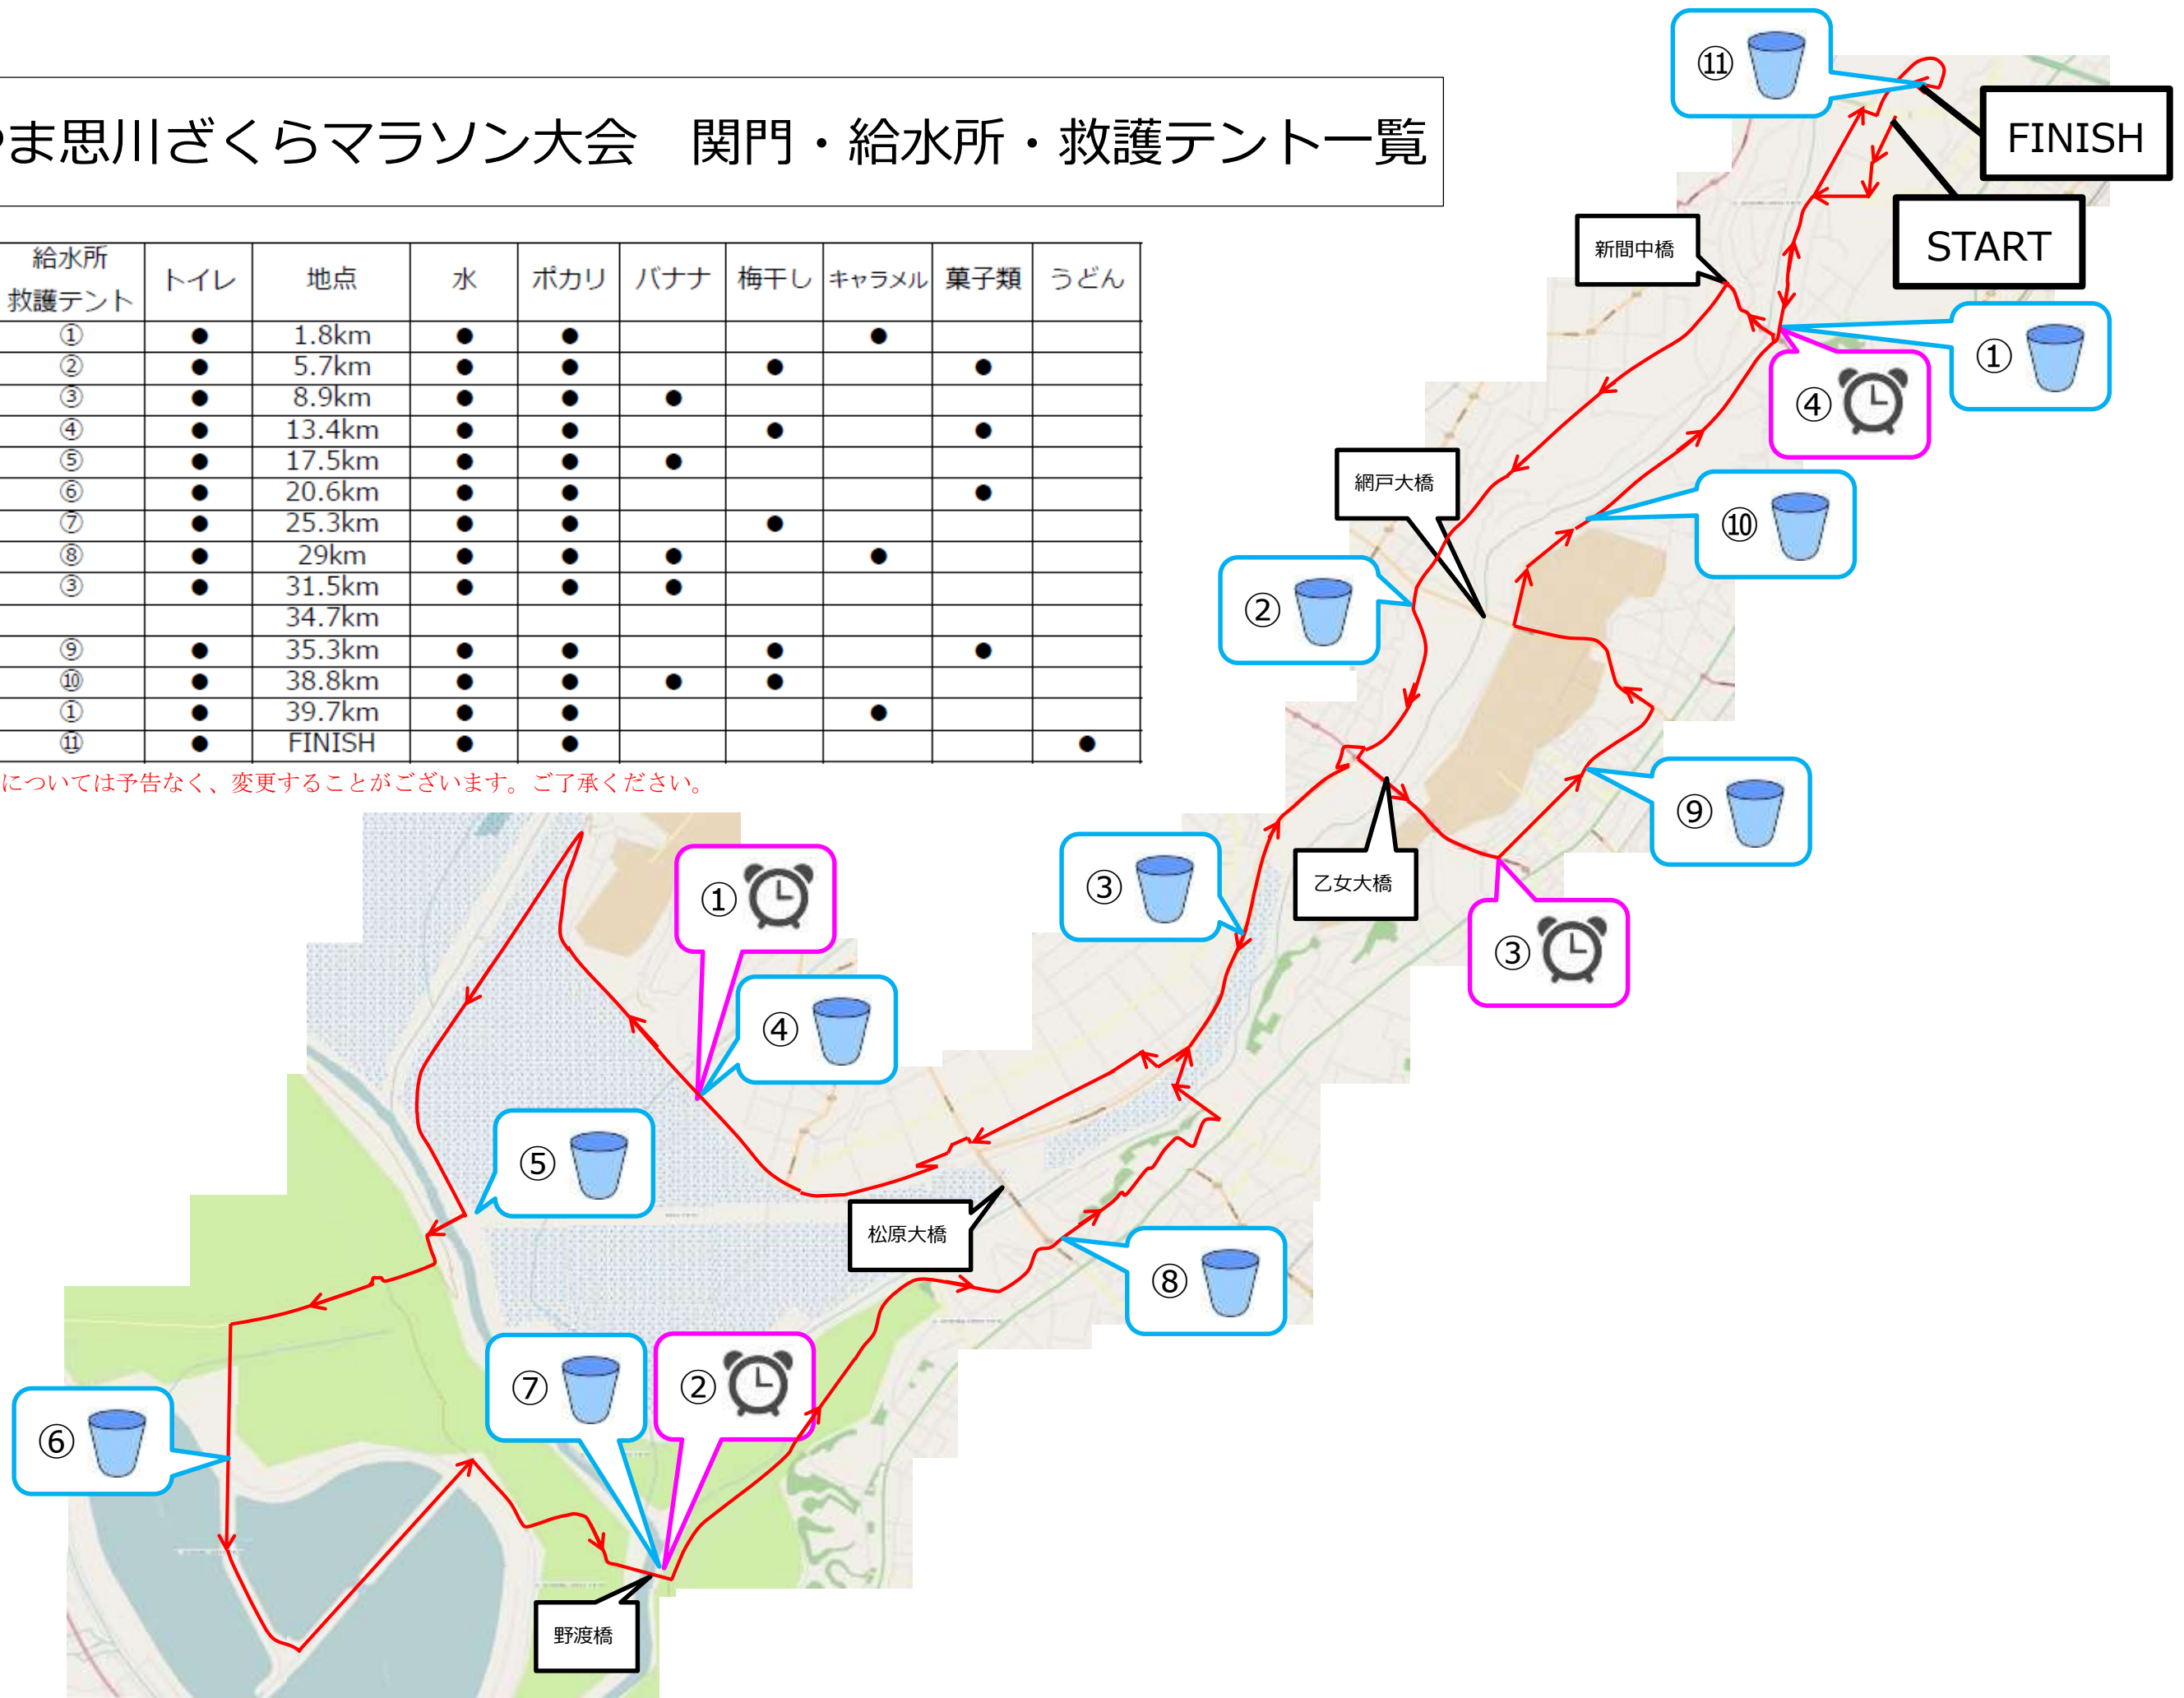 ま思川ざくらマラソン大会　関門・給水所・救護テント一覧
給水所 救護テント トイレ 地点 水 ポカリ バナナ 梅干し キャラメル 菓子類 うどん
① ● 1.8km ● ● ●
② ● 5.7km ● ● ● ●
③ ● 8.9km ● ● ●
④ ● 13.4km ● ● ● ●
⑤ ● 17.5km ● ● ●
⑥ ● 20.6km ● ● ●
⑦ ● 25.3km ● ● ●
⑧ ● 29km ● ● ● ●
③ ● 31.5km ● ● ●
34.7km
⑨ ● 35.3km ● ● ● ●
⑩ ● 38.8km ● ● ● ●
① ● 39.7km ● ● ●
⑪ ● FINISH ● ● ●
については予告なく、変更することがございます。ご了承ください。
⑪
FINISH
START
新間中橋
①
④
網戸大橋
⑩
②
⑨
③
乙女大橋
③
①
④
⑤
松原大橋
⑧
⑦
②
⑥
野渡橋